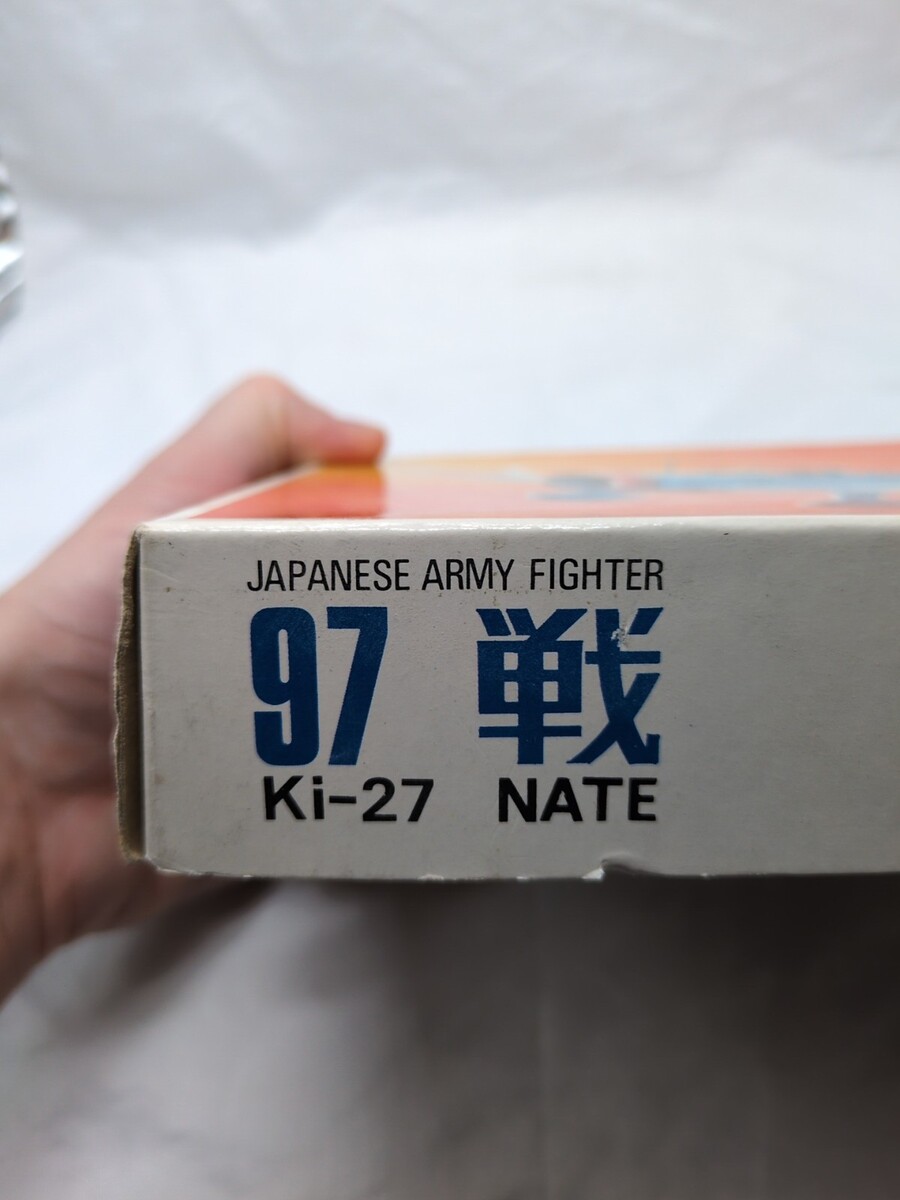 JAPANESE ARMY FIGHTER
97 戦
Ki-27 NATE